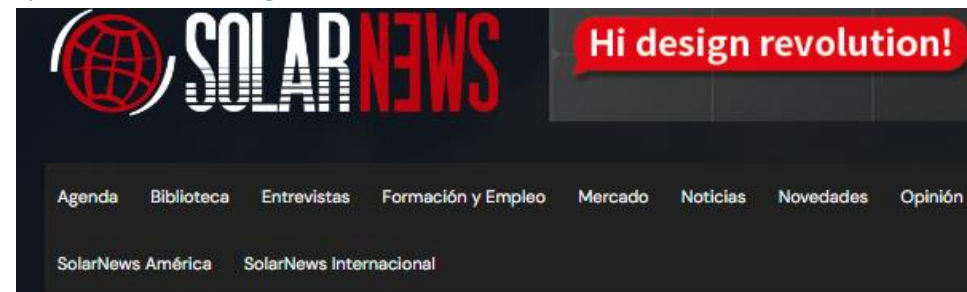 SOLARNEWS
Hi design revolution!
Agenda Biblioteca Entrevistas Formación y Empleo Mercado Noticias Novedades Opinión
SolarNews América SolarNews Internacional